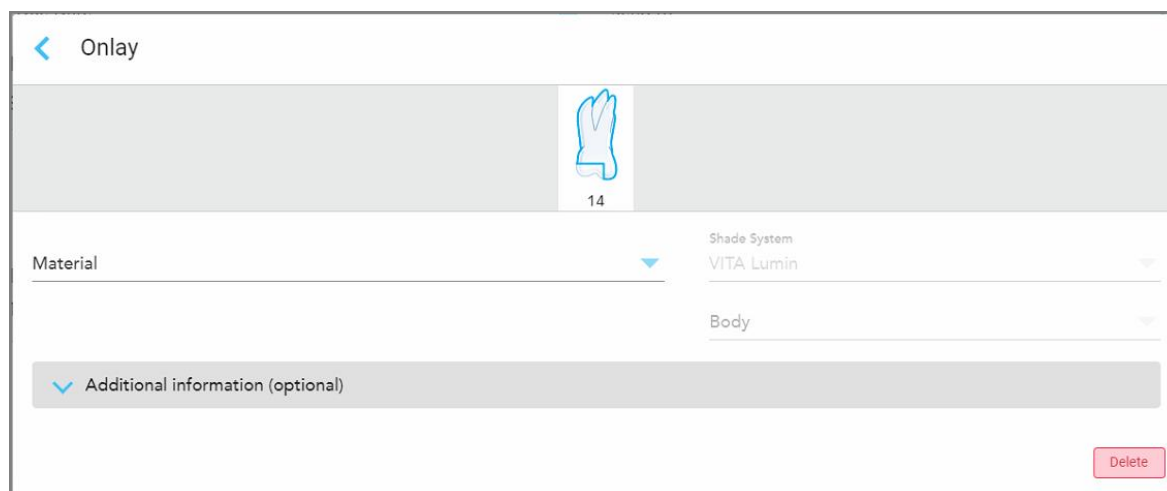 Onlay
14
Material
Shade System
VITA Lumin
Body
Additional information (optional)
Delete